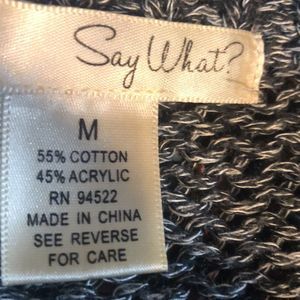 Say What?
M
55% COTTON
45% ACRYLIC
RN 94522
MADE IN CHINA
SEE REVERSE
FOR CARE